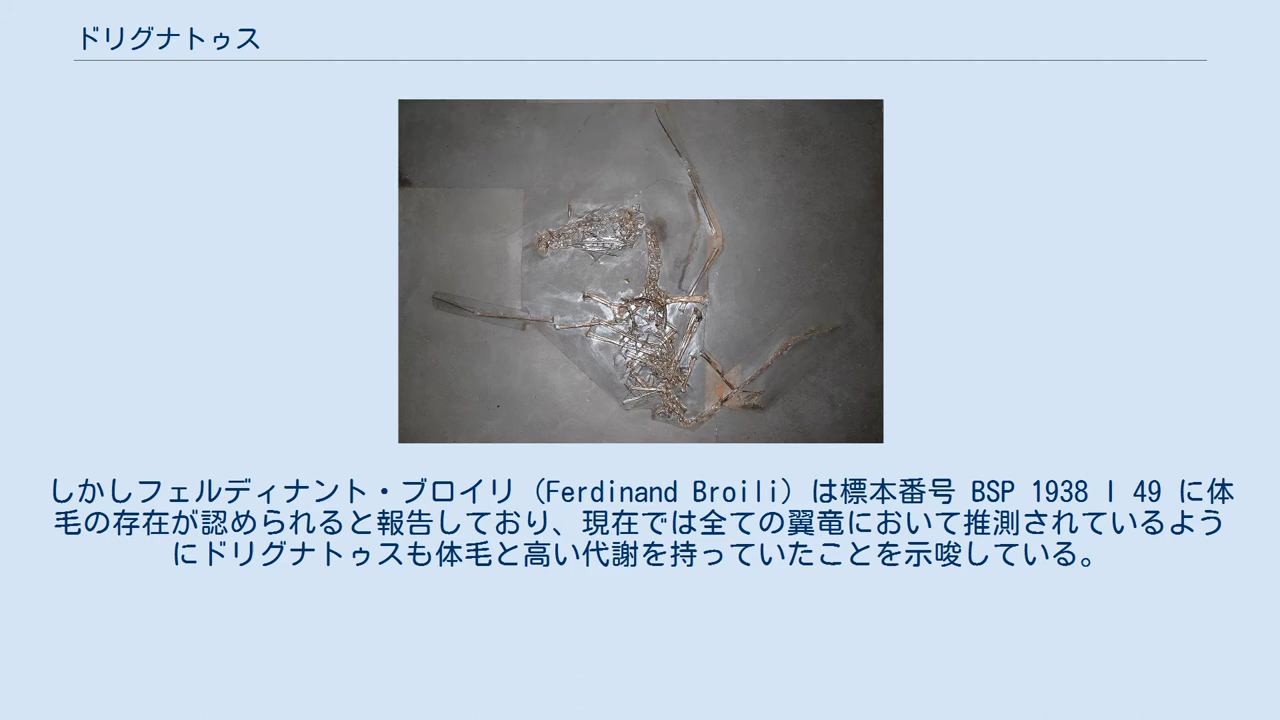 ドリグナトゥス
しかしフェルディナント・ブロイリ（Ferdinand Broili）は標本番号 BSP 1938 I 49 に体
毛の存在が認められると報告しており、現在では全ての翼竜において推測されているよう
にドリグナトゥスも体毛と高い代謝を持っていたことを示唆している。